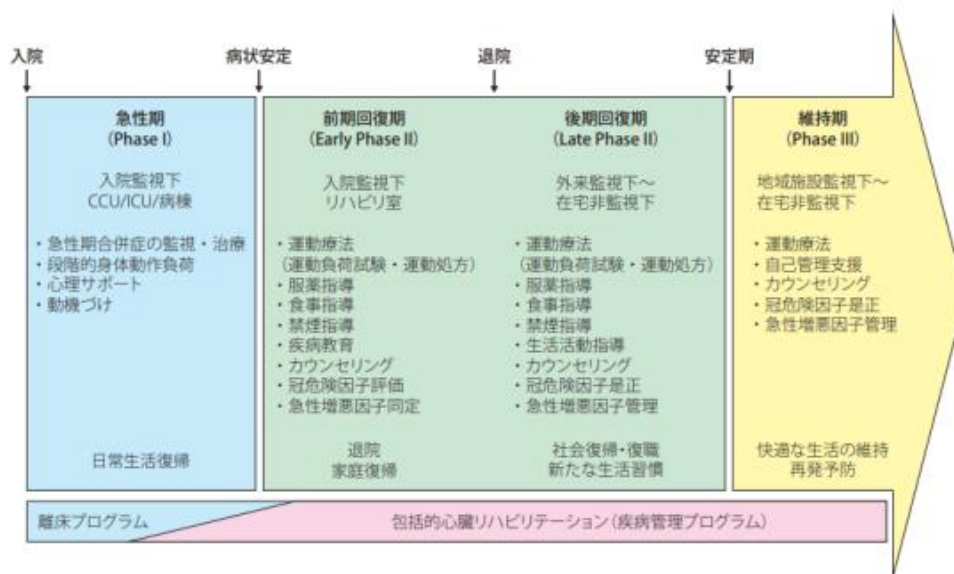 入院
病状安定
退院
安定期
急性期
(Phase I)
入院監視下
CCU/ICU/病棟
・急性期合併症の監視・治療
・段階的身体動作負荷
・心理サポート
・動機づけ
日常生活復帰
前期回復期
(Early Phase II)
入院監視下
リハビリ室
・運動療法
(運動負荷試験・運動処方)
・服薬指導
・食事指導
・禁煙指導
・疾病教育
・カウンセリング
・冠危険因子評価
・急性増悪因子同定
退院
家庭復帰
後期回復期
(Late Phase II)
外来監視下～
在宅非監視下
・運動療法
(運動負荷試験・運動処方)
・服薬指導
・食事指導
・禁煙指導
・生活活動指導
・カウンセリング
・冠危険因子是正
・急性増悪因子管理
社会復帰・復職
新たな生活習慣
維持期
(Phase III)
地域施設監視下～
在宅非監視下
・運動療法
・自己管理支援
・カウンセリング
・冠危険因子是正
・急性増悪因子管理
快適な生活の維持
再発予防
離床プログラム
包括的心臓リハビリテーション(疾病管理プログラム)